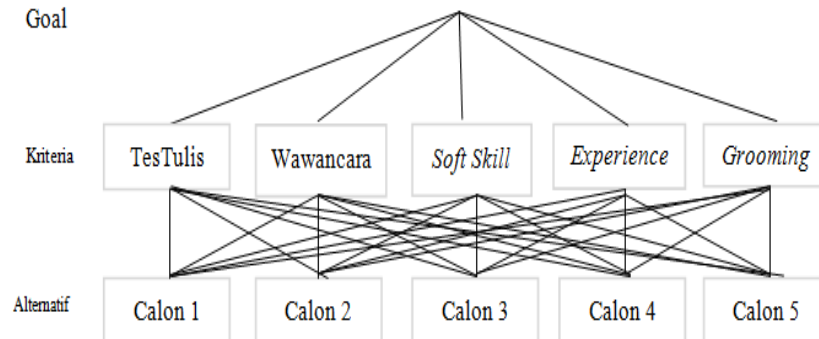 Goal
Kriteria TesTulis Wawancara Soft Skill Experience Grooming
Alternatif Calon 1 Calon 2 Calon 3 Calon 4 Calon 5